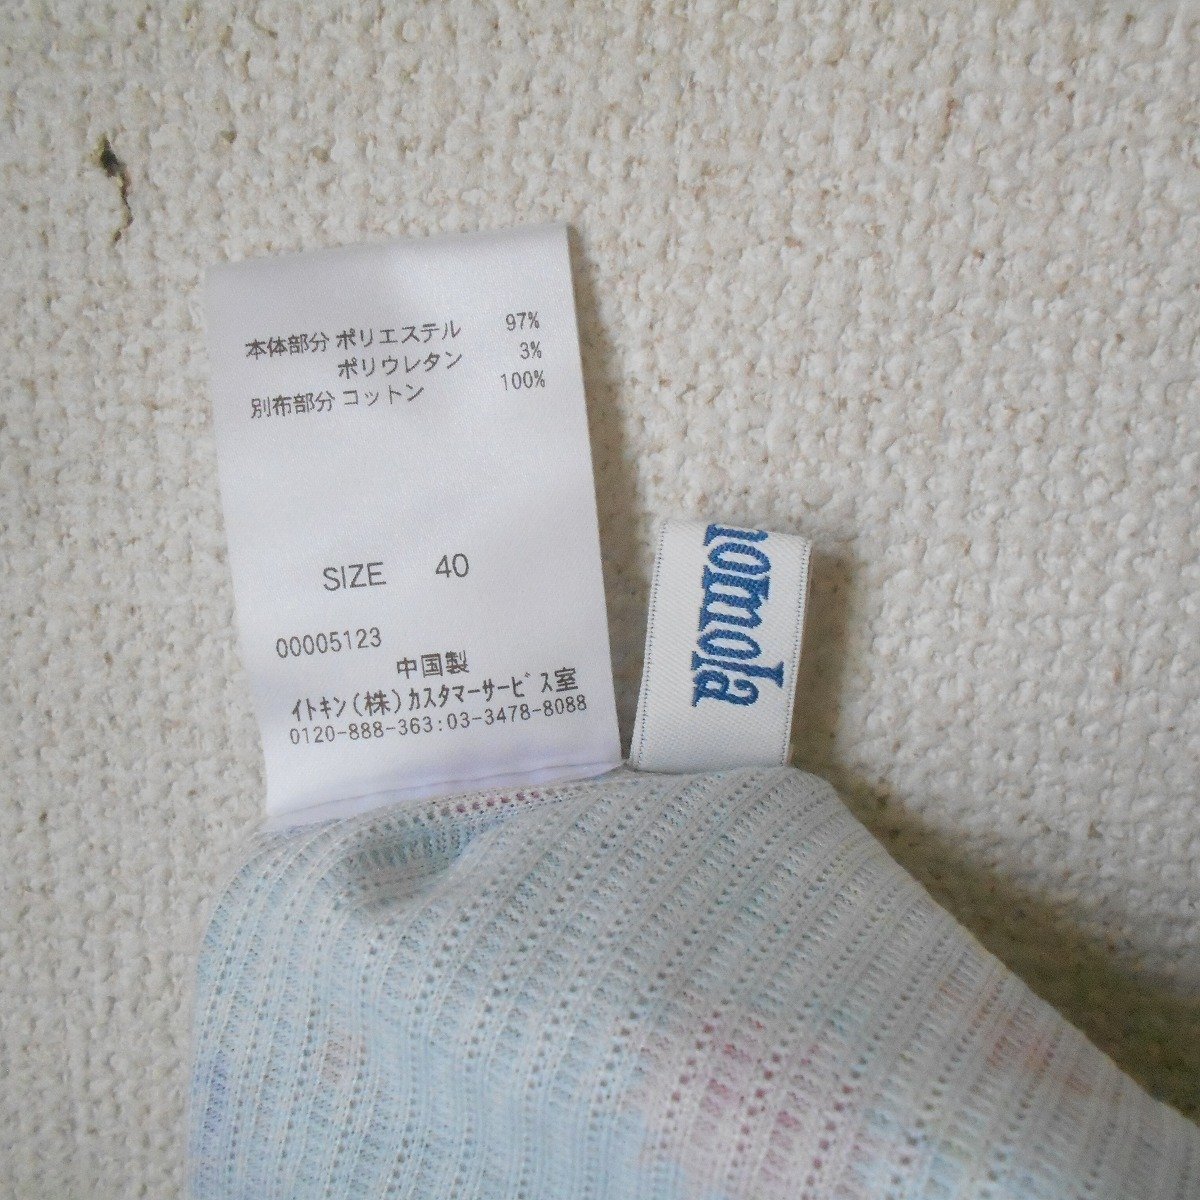 本体部分 ポリエステル 97%
ポリウレタン 3%
別布部分 コットン 100%
SIZE 40
00005123
中国製
イトキン(株)カスタマーサービス室
0120-888-363:03-3478-8088